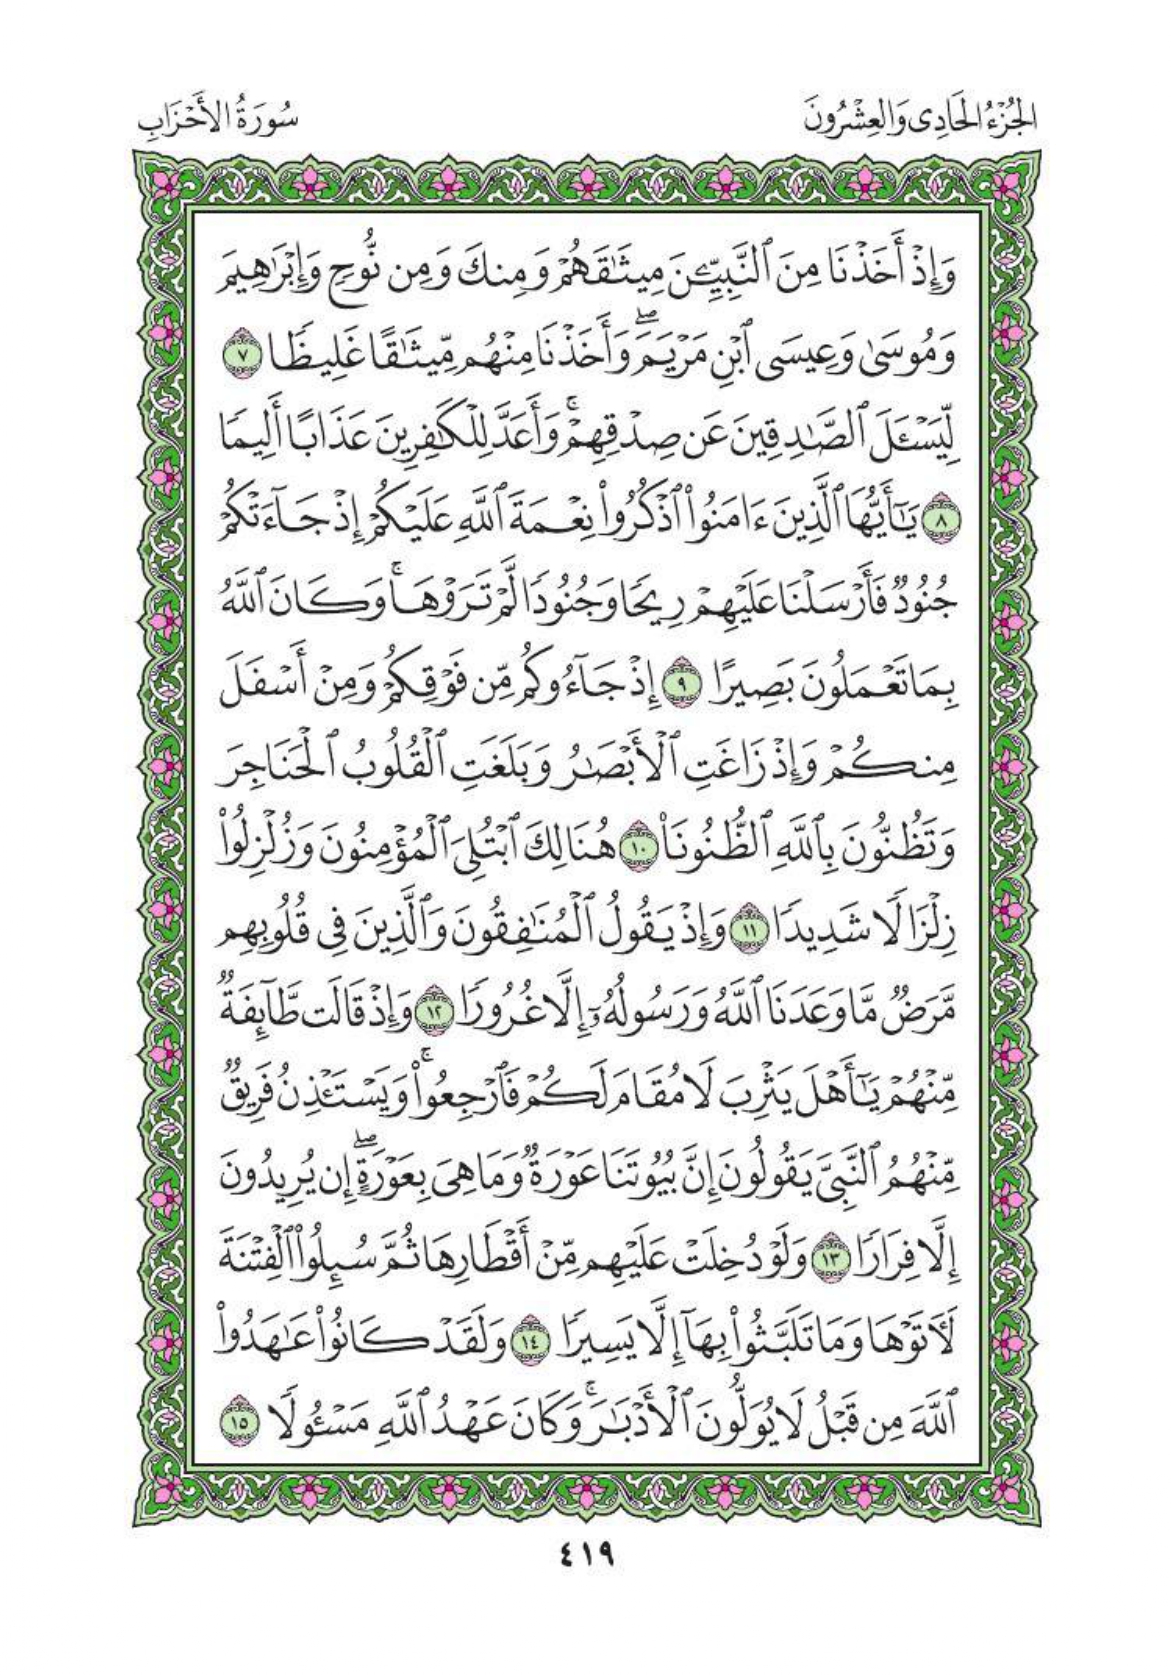 الجُزْءُ الحَادِى وَالعِشْرُونَ
سُورَةُ الأَحْزَابِ
وَإِذْ أَخَذْنَا مِنَ ٱلنَّبِيِّـۧنَ مِيثَـٰقَهُمْ وَمِنكَ وَمِن نُّوحٍ وَإِبْرَٰهِيمَ
وَمُوسَىٰ وَعِيسَى ٱبْنِ مَرْيَمَ ۖ وَأَخَذْنَا مِنْهُم مِّيثَـٰقًا غَلِيظًا ٧
لِّيَسْـَٔلَ ٱلصَّـٰدِقِينَ عَن صِدْقِهِمْ ۚ وَأَعَدَّ لِلْكَـٰفِرِينَ عَذَابًا أَلِيمًا
٨ يَـٰٓأَيُّهَا ٱلَّذِينَ ءَامَنُوا۟ ٱذْكُرُوا۟ نِعْمَةَ ٱللَّهِ عَلَيْكُمْ إِذْ جَآءَتْكُمْ
جُنُودٌ فَأَرْسَلْنَا عَلَيْهِمْ رِيحًا وَجُنُودًا لَّمْ تَرَوْهَا ۚ وَكَانَ ٱللَّهُ
بِمَا تَعْمَلُونَ بَصِيرًا ٩ إِذْ جَآءُوكُم مِّن فَوْقِكُمْ وَمِنْ أَسْفَلَ
مِنكُمْ وَإِذْ زَاغَتِ ٱلْأَبْصَـٰرُ وَبَلَغَتِ ٱلْقُلُوبُ ٱلْحَنَاجِرَ
وَتَظُنُّونَ بِٱللَّهِ ٱلظُّنُونَا۠ ١٠ هُنَالِكَ ٱبْتُلِىَ ٱلْمُؤْمِنُونَ وَزُلْزِلُوا۟
زِلْزَالًا شَدِيدًا ١١ وَإِذْ يَقُولُ ٱلْمُنَـٰفِقُونَ وَٱلَّذِينَ فِى قُلُوبِهِم
مَّرَضٌ مَّا وَعَدَنَا ٱللَّهُ وَرَسُولُهُۥٓ إِلَّا غُرُورًا ١٢ وَإِذْ قَالَت طَّآئِفَةٌ
مِّنْهُمْ يَـٰٓأَهْلَ يَثْرِبَ لَا مُقَامَ لَكُمْ فَٱرْجِعُوا۟ ۚ وَيَسْتَـْٔذِنُ فَرِيقٌ
مِّنْهُمُ ٱلنَّبِىَّ يَقُولُونَ إِنَّ بُيُوتَنَا عَوْرَةٌ وَمَا هِىَ بِعَوْرَةٍ ۖ إِن يُرِيدُونَ
إِلَّا فِرَارًا ١٣ وَلَوْ دُخِلَتْ عَلَيْهِم مِّنْ أَقْطَارِهَا ثُمَّ سُئِلُوا۟ ٱلْفِتْنَةَ
لَـَٔاتَوْهَا وَمَا تَلَبَّثُوا۟ بِهَآ إِلَّا يَسِيرًا ١٤ وَلَقَدْ كَانُوا۟ عَـٰهَدُوا۟
ٱللَّهَ مِن قَبْلُ لَا يُوَلُّونَ ٱلْأَدْبَـٰرَ ۚ وَكَانَ عَهْدُ ٱللَّهِ مَسْـُٔولًا ١٥
٤١٩